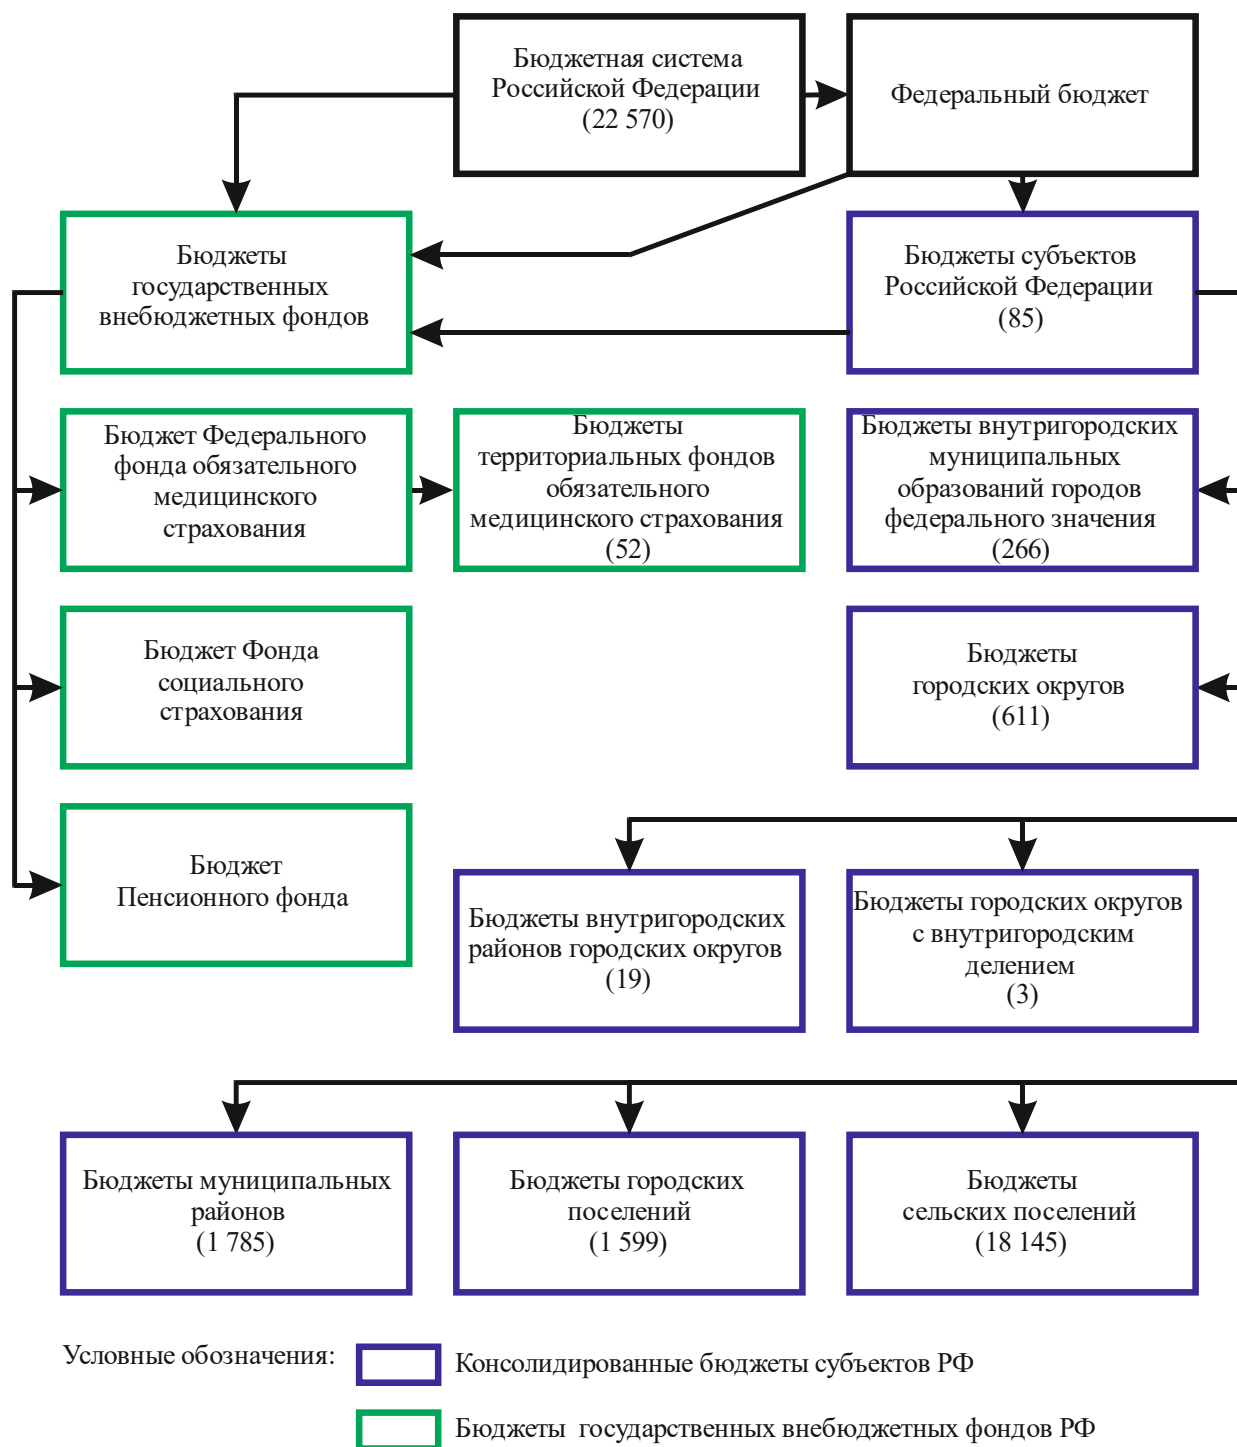 Бюджетная система
Российской Федерации
(22 570)
Федеральный бюджет
Бюджеты
государственных
внебюджетных фондов
Бюджеты субъектов
Российской Федерации
(85)
Бюджет Федерального
фонда обязательного
медицинского
страхования
Бюджеты
территориальных фондов
обязательного
медицинского страхования
(52)
Бюджеты внутригородских
муниципальных
образований городов
федерального значения
(266)
Бюджет Фонда
социального
страхования
Бюджеты
городских округов
(611)
Бюджет
Пенсионного фонда
Бюджеты внутригородских
районов городских округов
(19)
Бюджеты городских округов
с внутригородским
делением
(3)
Бюджеты муниципальных
районов
(1 785)
Бюджеты городских
поселений
(1 599)
Бюджеты
сельских поселений
(18 145)
Условные обозначения:
Консолидированные бюджеты субъектов РФ
Бюджеты государственных внебюджетных фондов РФ